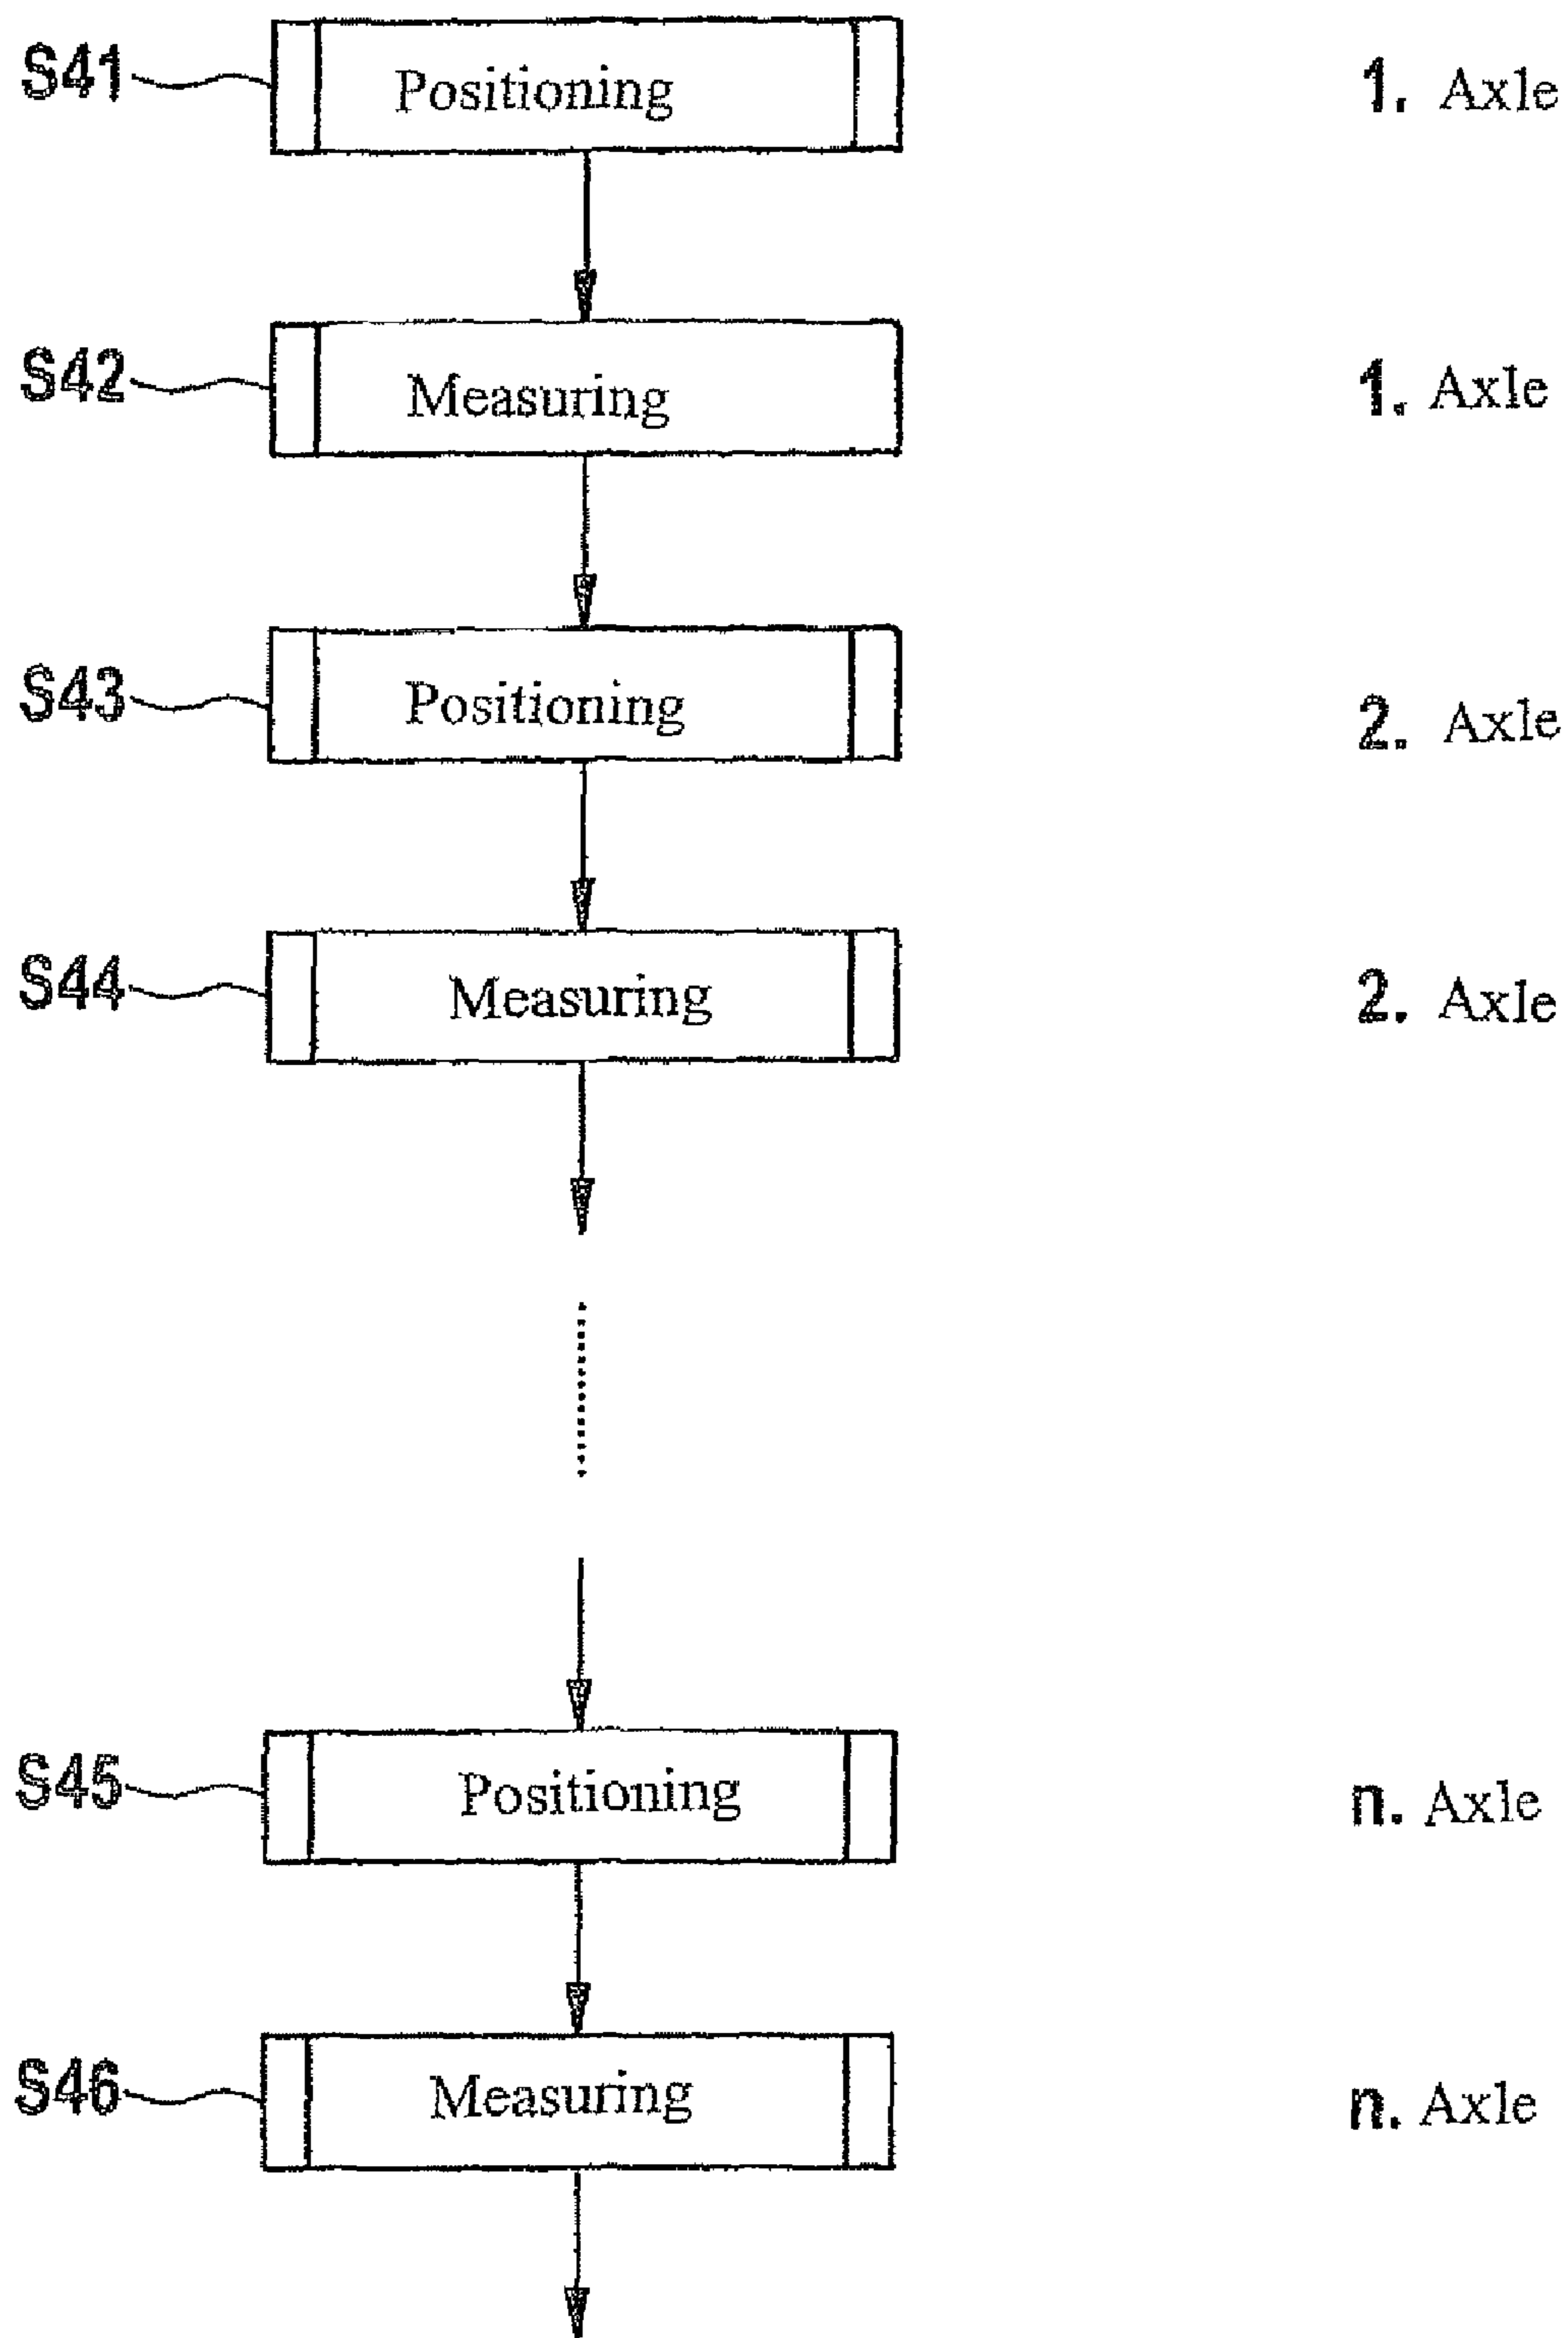 S41 Positioning 1. Axle
S42 Measuring 1. Axle
S43 Positioning 2. Axle
S44 Measuring 2. Axle
S45 Positioning n. Axle
S46 Measuring n. Axle